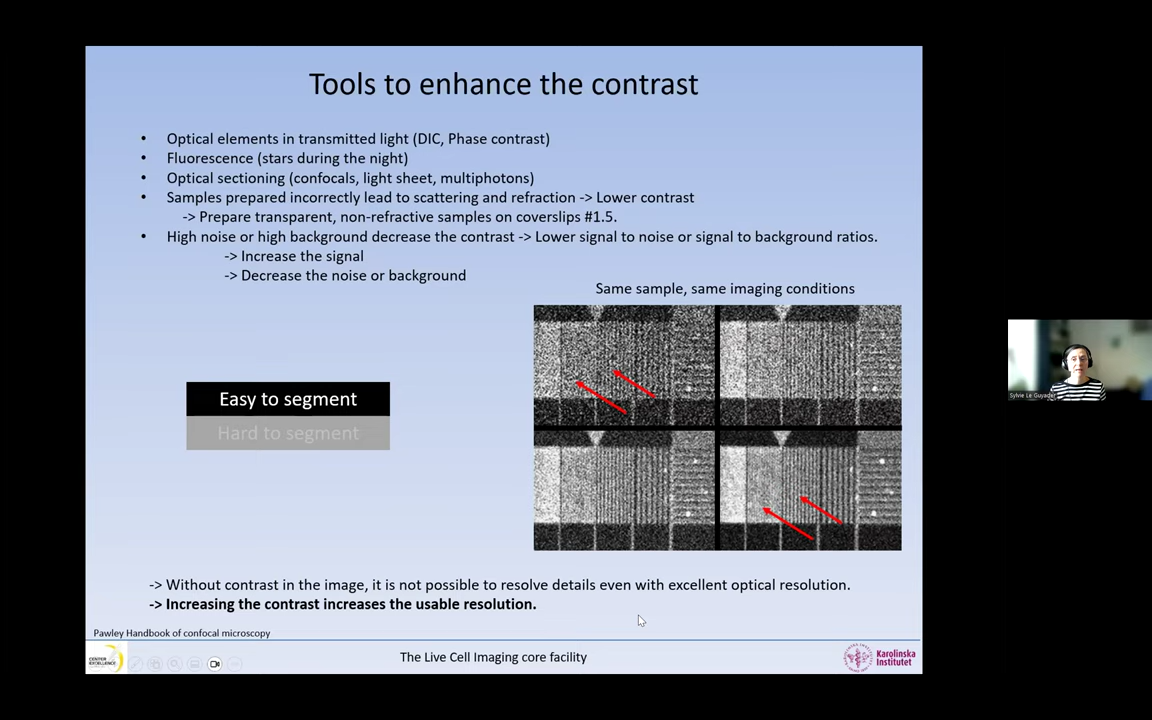 Tools to enhance the contrast
• Optical elements in transmitted light (DIC, Phase contrast)
• Fluorescence (stars during the night)
• Optical sectioning (confocals, light sheet, multiphotons)
• Samples prepared incorrectly lead to scattering and refraction -> Lower contrast
-> Prepare transparent, non-refractive samples on coverslips #1.5.
• High noise or high background decrease the contrast -> Lower signal to noise or signal to background ratios.
-> Increase the signal
-> Decrease the noise or background
Same sample, same imaging conditions
Easy to segment
Hard to segment
Sylvie Le Guyader
-> Without contrast in the image, it is not possible to resolve details even with excellent optical resolution.
-> Increasing the contrast increases the usable resolution.
Pawley Handbook of confocal microscopy
The Live Cell Imaging core facility
Karolinska
Institutet